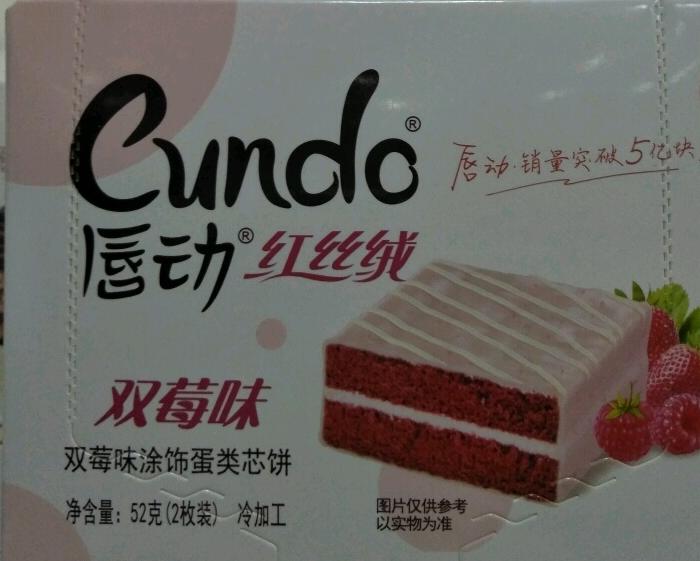 Cundo®
唇动·销量突破5亿块
唇动®红丝绒
双莓味
双莓味涂饰蛋类芯饼
净含量：52克(2枚装) 冷加工
图片仅供参考
以实物为准